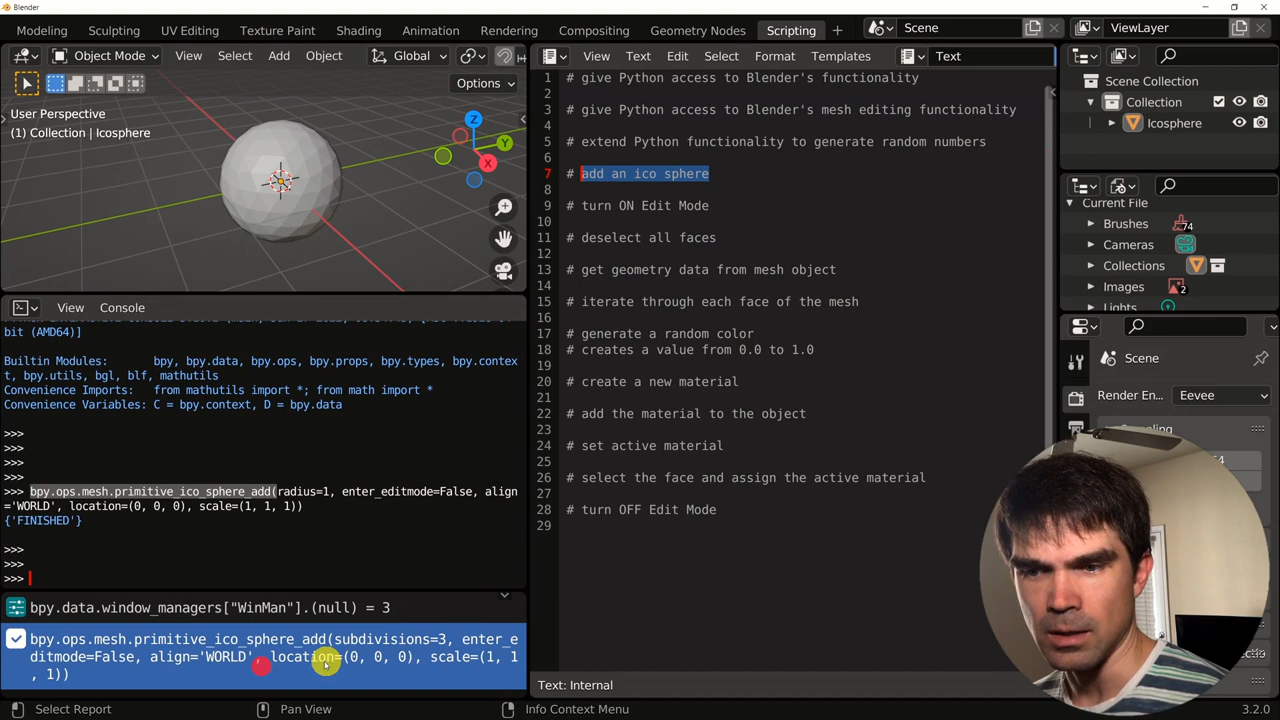 Blender
Modeling Sculpting UV Editing Texture Paint Shading Animation Rendering Compositing Geometry Nodes Scripting + Scene ViewLayer
Object Mode View Select Add Object Global
Options
User Perspective
(1) Collection | Icosphere
Z
Y
X
View Text Edit Select Format Templates Text
1 # give Python access to Blender's functionality
2
3 # give Python access to Blender's mesh editing functionality
4
5 # extend Python functionality to generate random numbers
6
7 # add an ico sphere
8
9 # turn ON Edit Mode
10
11 # deselect all faces
12
13 # get geometry data from mesh object
14
15 # iterate through each face of the mesh
16
17 # generate a random color
18 # creates a value from 0.0 to 1.0
19
20 # create a new material
21
22 # add the material to the object
23
24 # set active material
25
26 # select the face and assign the active material
27
28 # turn OFF Edit Mode
29
Text: Internal
Scene Collection
Collection
Icosphere
Current File
Brushes 74
Cameras
Collections
Images 2
Lights
Scene
Render En... Eevee
View Console
bit (AMD64)]
Builtin Modules: bpy, bpy.data, bpy.ops, bpy.props, bpy.types, bpy.contex
t, bpy.utils, bgl, blf, mathutils
Convenience Imports: from mathutils import *; from math import *
Convenience Variables: C = bpy.context, D = bpy.data
>>>
>>>
>>>
>>>
>>> bpy.ops.mesh.primitive_ico_sphere_add(radius=1, enter_editmode=False, align
='WORLD', location=(0, 0, 0), scale=(1, 1, 1))
{'FINISHED'}
>>>
>>>
>>>
bpy.data.window_managers["WinMan"].(null) = 3
bpy.ops.mesh.primitive_ico_sphere_add(subdivisions=3, enter_e
ditmode=False, align='WORLD', location=(0, 0, 0), scale=(1, 1
, 1))
Select Report Pan View Info Context Menu 3.2.0